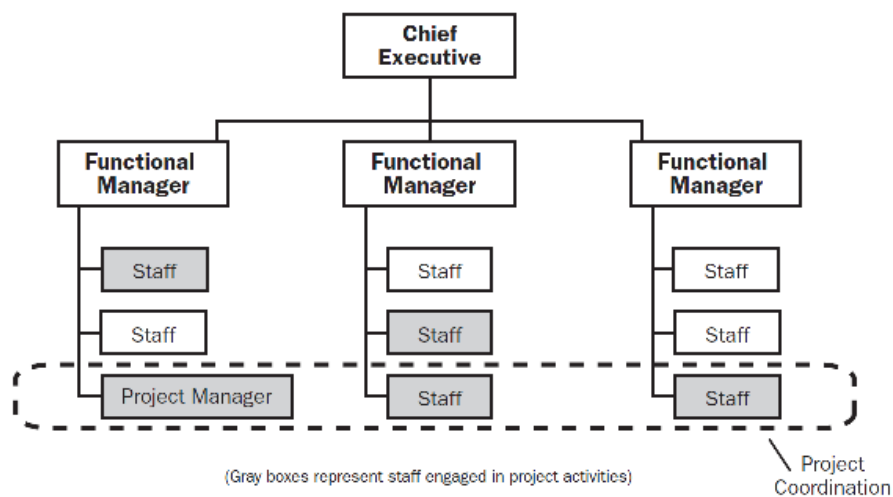 Chief
Executive
Functional
Manager
Functional
Manager
Functional
Manager
Staff
Staff
Staff
Staff
Staff
Staff
Project Manager
Staff
Staff
(Gray boxes represent staff engaged in project activities)
Project
Coordination